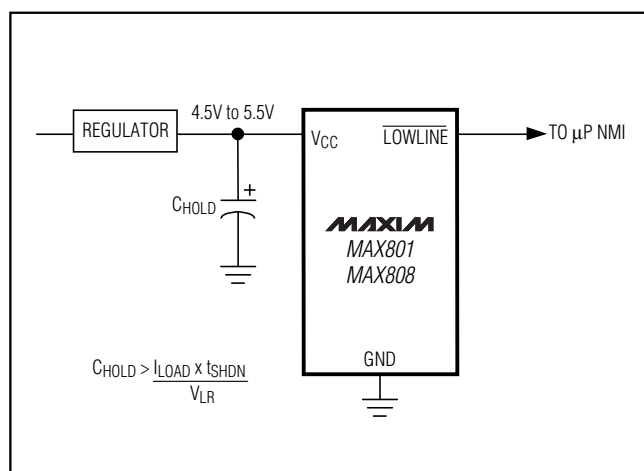 4.5V to 5.5V
REGULATOR
VCC
LOWLINE
TO μP NMI
+
CHOLD
MAXIM
MAX801
MAX808
CHOLD > ILOAD x tSHDN
VLR
GND